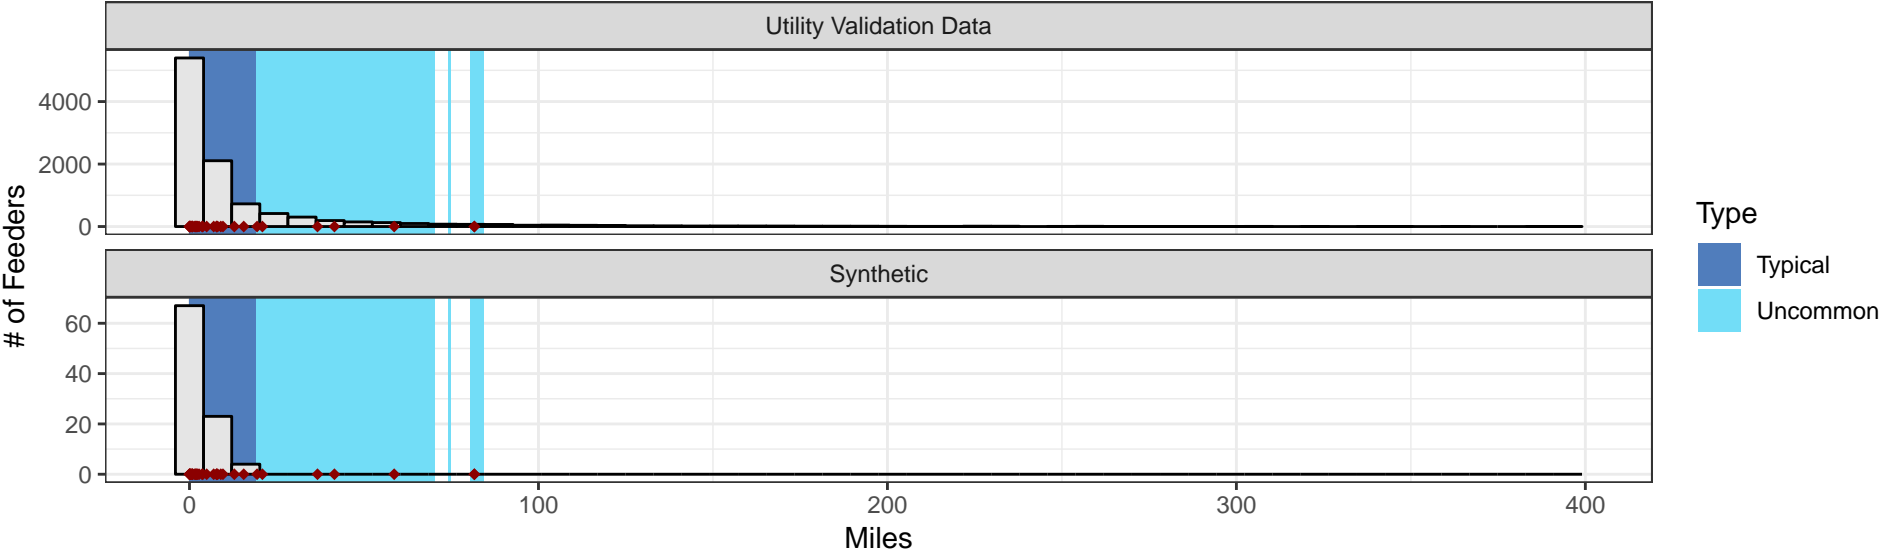 Utility Validation Data
4000
2000
0
Synthetic
60
40
20
0
0 100 200 300 400
Miles
# of Feeders
Type
Typical
Uncommon